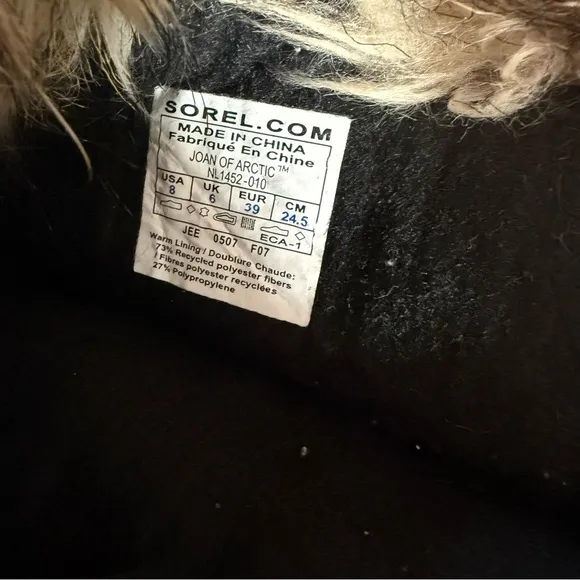 SOREL.COM
MADE IN CHINA
Fabriqué En Chine
JOAN OF ARCTIC™
NL1452-010
USA UK EUR CM
8 6 39 24.5
ECA-1
JEE 0507 F07
Warm Lining / Doublure Chaude:
73% Recycled polyester fibers
/ Fibres polyester recyclées
27% Polypropylene